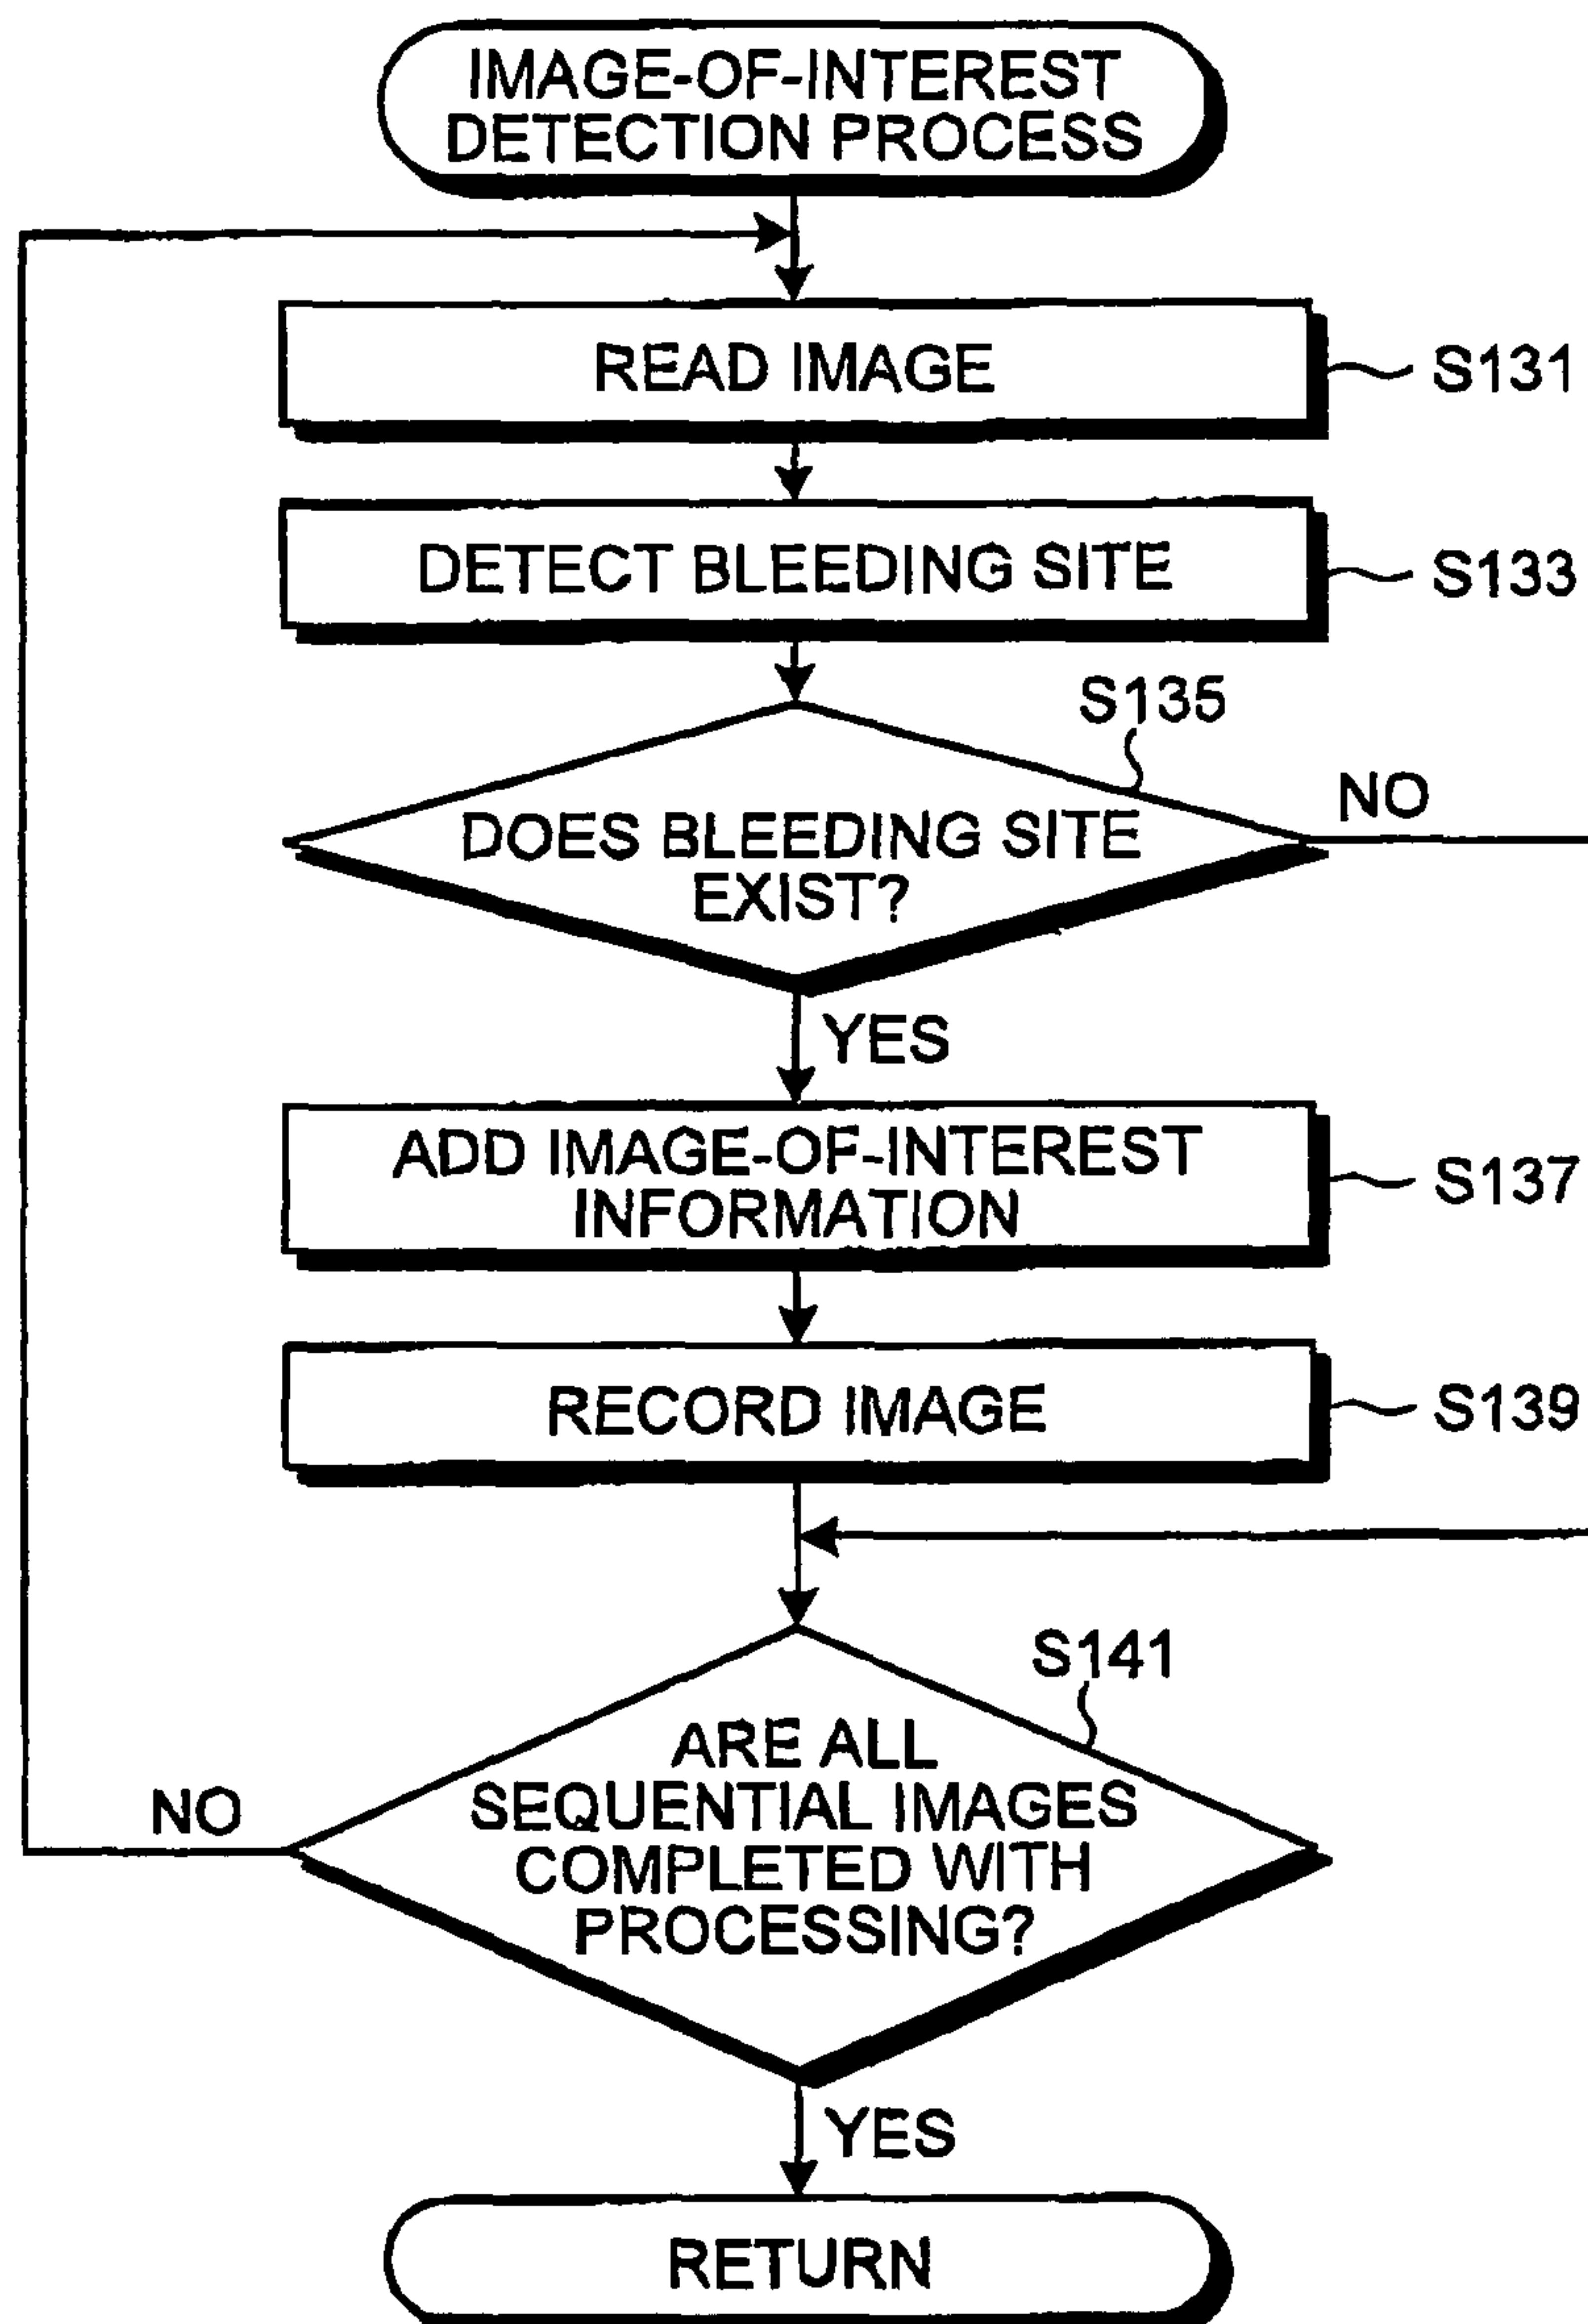 IMAGE-OF-INTEREST
DETECTION PROCESS
READ IMAGE
S131
DETECT BLEEDING SITE
S133
S135
DOES BLEEDING SITE
EXIST?
NO
YES
ADD IMAGE-OF-INTEREST
INFORMATION
S137
RECORD IMAGE
S139
S141
ARE ALL
SEQUENTIAL IMAGES
COMPLETED WITH
PROCESSING?
NO
YES
RETURN